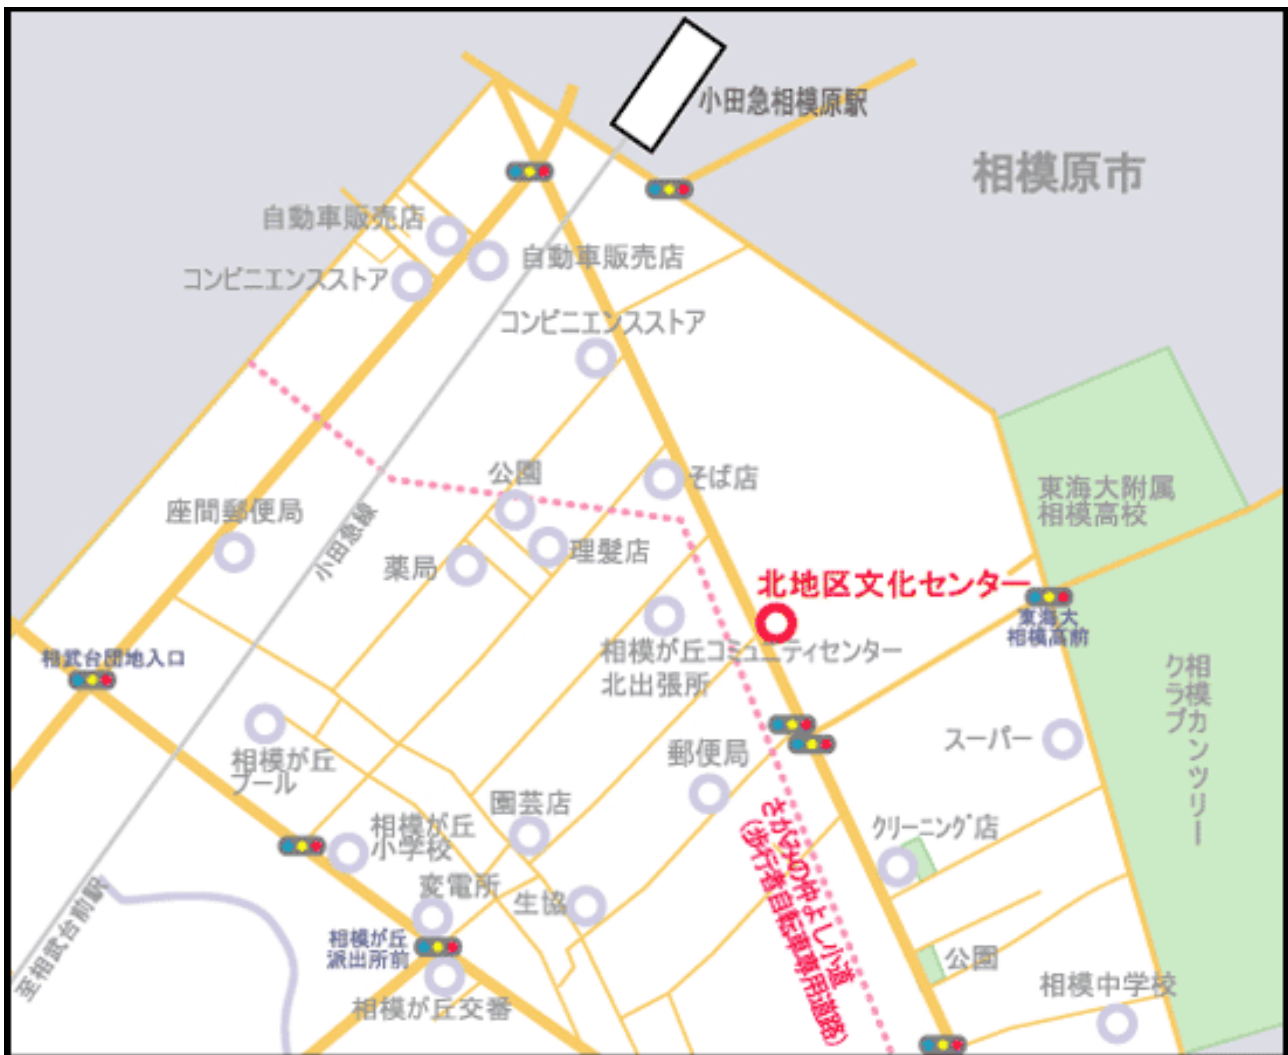 小田急相模原駅
相模原市
自動車販売店
自動車販売店
コンビニエンスストア
コンビニエンスストア
公園
そば店
東海大附属
相模高校
座間郵便局
小田急線
薬局
理髪店
北地区文化センター
東海大
相模高前
相模が丘コミュニティセンター
北出張所
相武台団地入口
相模カンツリー
クラブ
スーパー
相模が丘
プール
郵便局
園芸店
相模が丘
小学校
さがみの仲よし小道
(歩行者自転車専用道路)
クリーニング店
変電所
生協
至相武台前駅
相模が丘
派出所前
公園
相模中学校
相模が丘交番